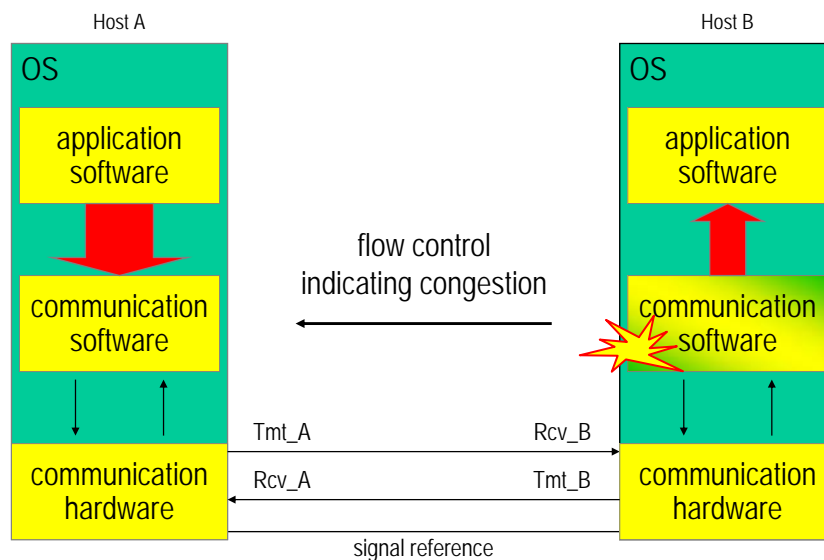 Host A
Host B
OS
OS
application
software
application
software
flow control
indicating congestion
communication
software
communication
software
Tmt_A
Rcv_B
Rcv_A
Tmt_B
communication
hardware
communication
hardware
signal reference